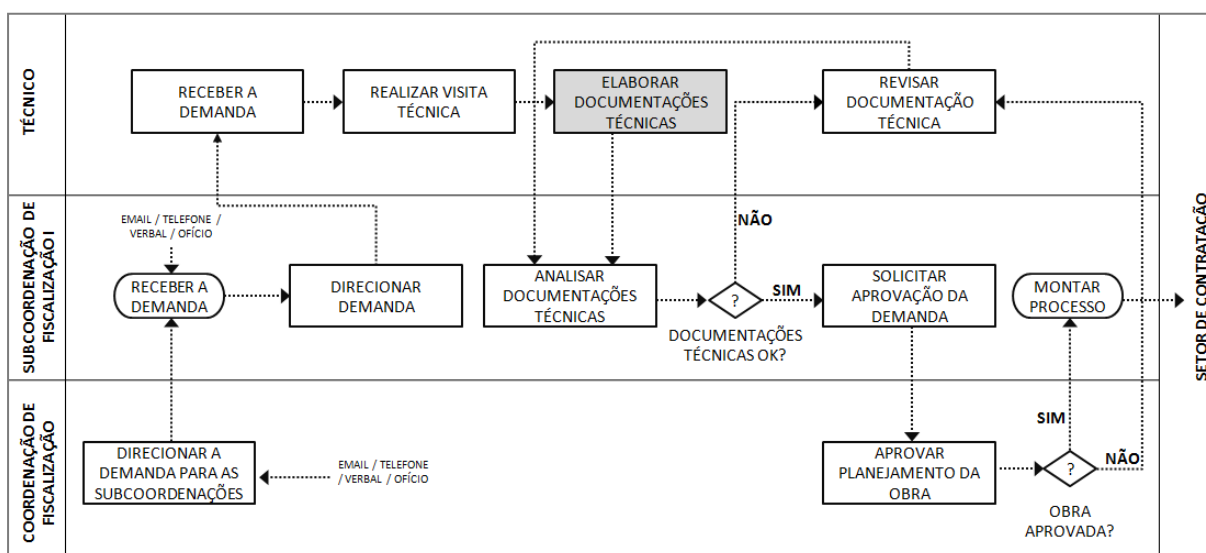 TÉCNICO
RECEBER A
DEMANDA
REALIZAR VISITA
TÉCNICA
ELABORAR
DOCUMENTAÇÕES
TÉCNICAS
REVISAR
DOCUMENTAÇÃO
TÉCNICA
SUBCOORDENAÇÃO DE
FISCALIZAÇÃO I
EMAIL / TELEFONE /
VERBAL / OFÍCIO
RECEBER A
DEMANDA
DIRECIONAR
DEMANDA
ANALISAR
DOCUMENTAÇÕES
TÉCNICAS
NÃO
?
SIM
DOCUMENTAÇÕES
TÉCNICAS OK?
SOLICITAR
APROVAÇÃO DA
DEMANDA
MONTAR
PROCESSO
SETOR DE CONTRATAÇÃO
COORDENAÇÃO DE
FISCALIZAÇÃO
DIRECIONAR A
DEMANDA PARA AS
SUBCOORDENAÇÕES
EMAIL / TELEFONE
/ VERBAL / OFÍCIO
APROVAR
PLANEJAMENTO DA
OBRA
SIM
?
NÃO
OBRA
APROVADA?